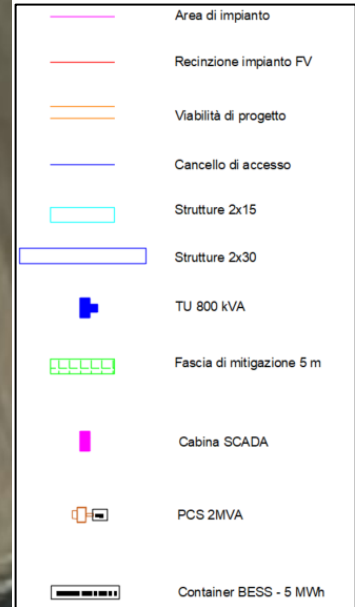 Area di impianto
Recinzione impianto FV
Viabilità di progetto
Cancello di accesso
Strutture 2x15
Strutture 2x30
TU 800 kVA
Fascia di mitigazione 5 m
Cabina SCADA
PCS 2MVA
Container BESS - 5 MWh